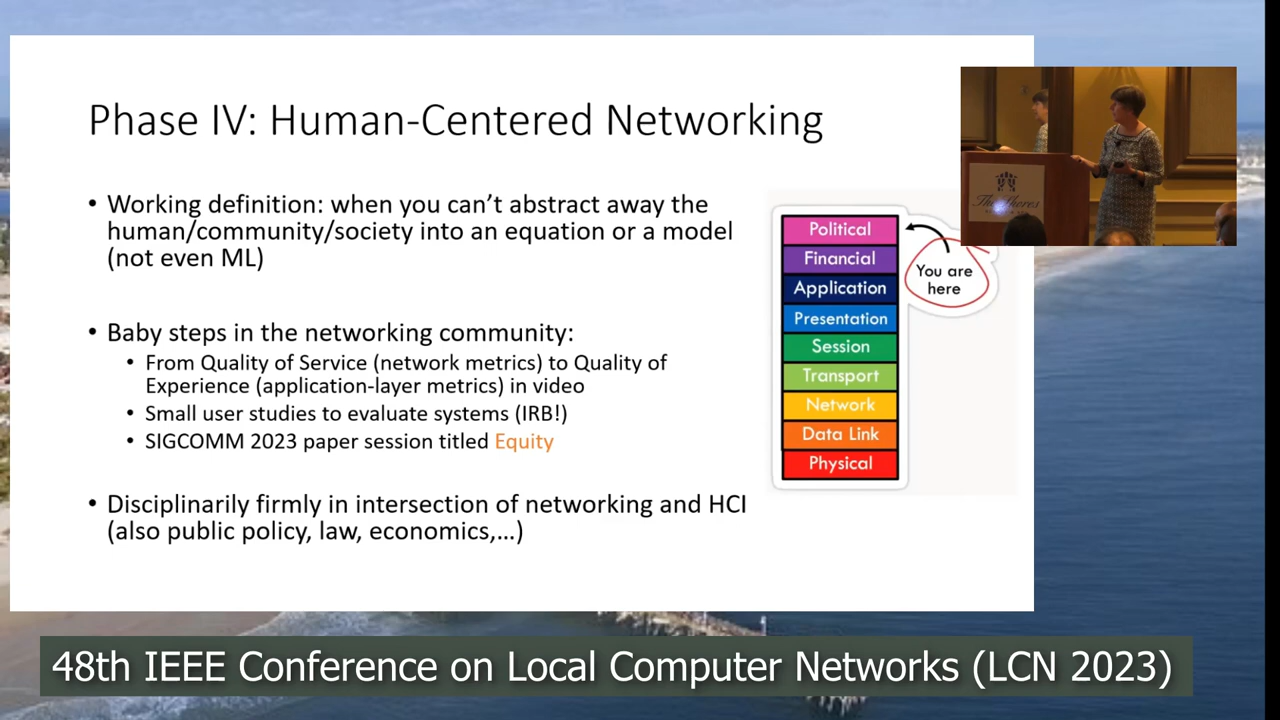 Phase IV: Human-Centered Networking
• Working definition: when you can't abstract away the
human/community/society into an equation or a model
(not even ML)
• Baby steps in the networking community:
• From Quality of Service (network metrics) to Quality of
Experience (application-layer metrics) in video
• Small user studies to evaluate systems (IRB!)
• SIGCOMM 2023 paper session titled Equity
• Disciplinarily firmly in intersection of networking and HCI
(also public policy, law, economics,...)
Political
Financial
Application
Presentation
Session
Transport
Network
Data Link
Physical
You are
here
48th IEEE Conference on Local Computer Networks (LCN 2023)